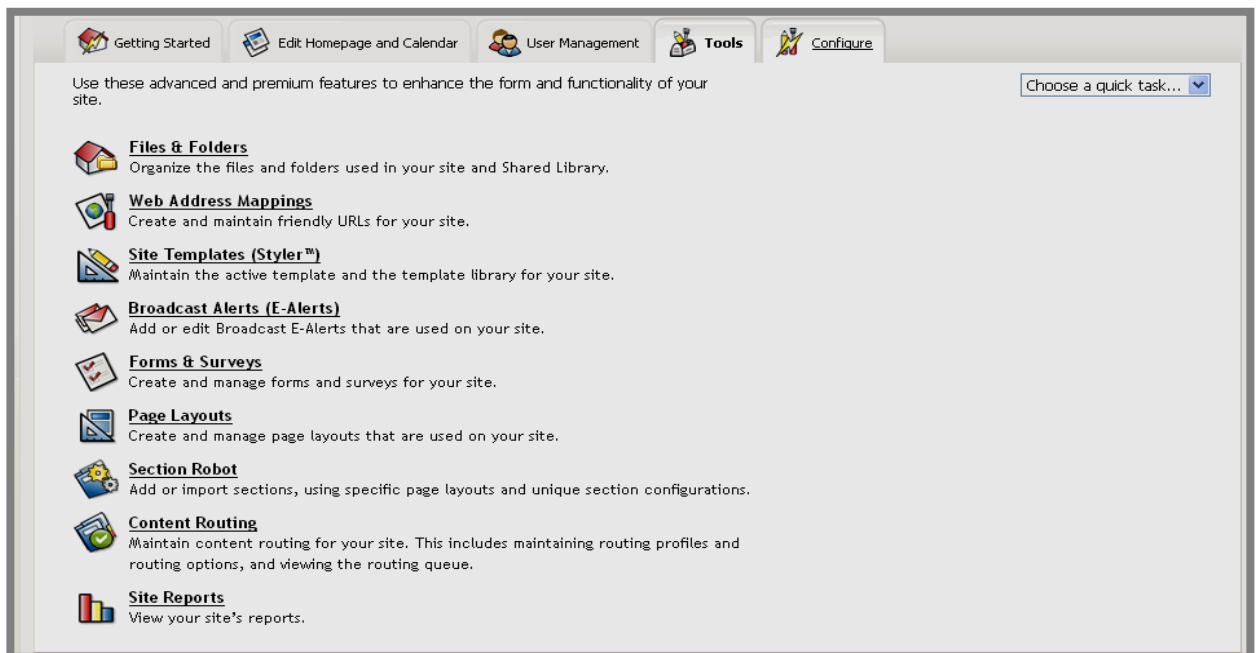 Getting Started
Edit Homepage and Calendar
User Management
Tools
Configure
Use these advanced and premium features to enhance the form and functionality of your
site.
Choose a quick task...
Files & Folders
Organize the files and folders used in your site and Shared Library.
Web Address Mappings
Create and maintain friendly URLs for your site.
Site Templates (Styler™)
Maintain the active template and the template library for your site.
Broadcast Alerts (E-Alerts)
Add or edit Broadcast E-Alerts that are used on your site.
Forms & Surveys
Create and manage forms and surveys for your site.
Page Layouts
Create and manage page layouts that are used on your site.
Section Robot
Add or import sections, using specific page layouts and unique section configurations.
Content Routing
Maintain content routing for your site. This includes maintaining routing profiles and
routing options, and viewing the routing queue.
Site Reports
View your site's reports.